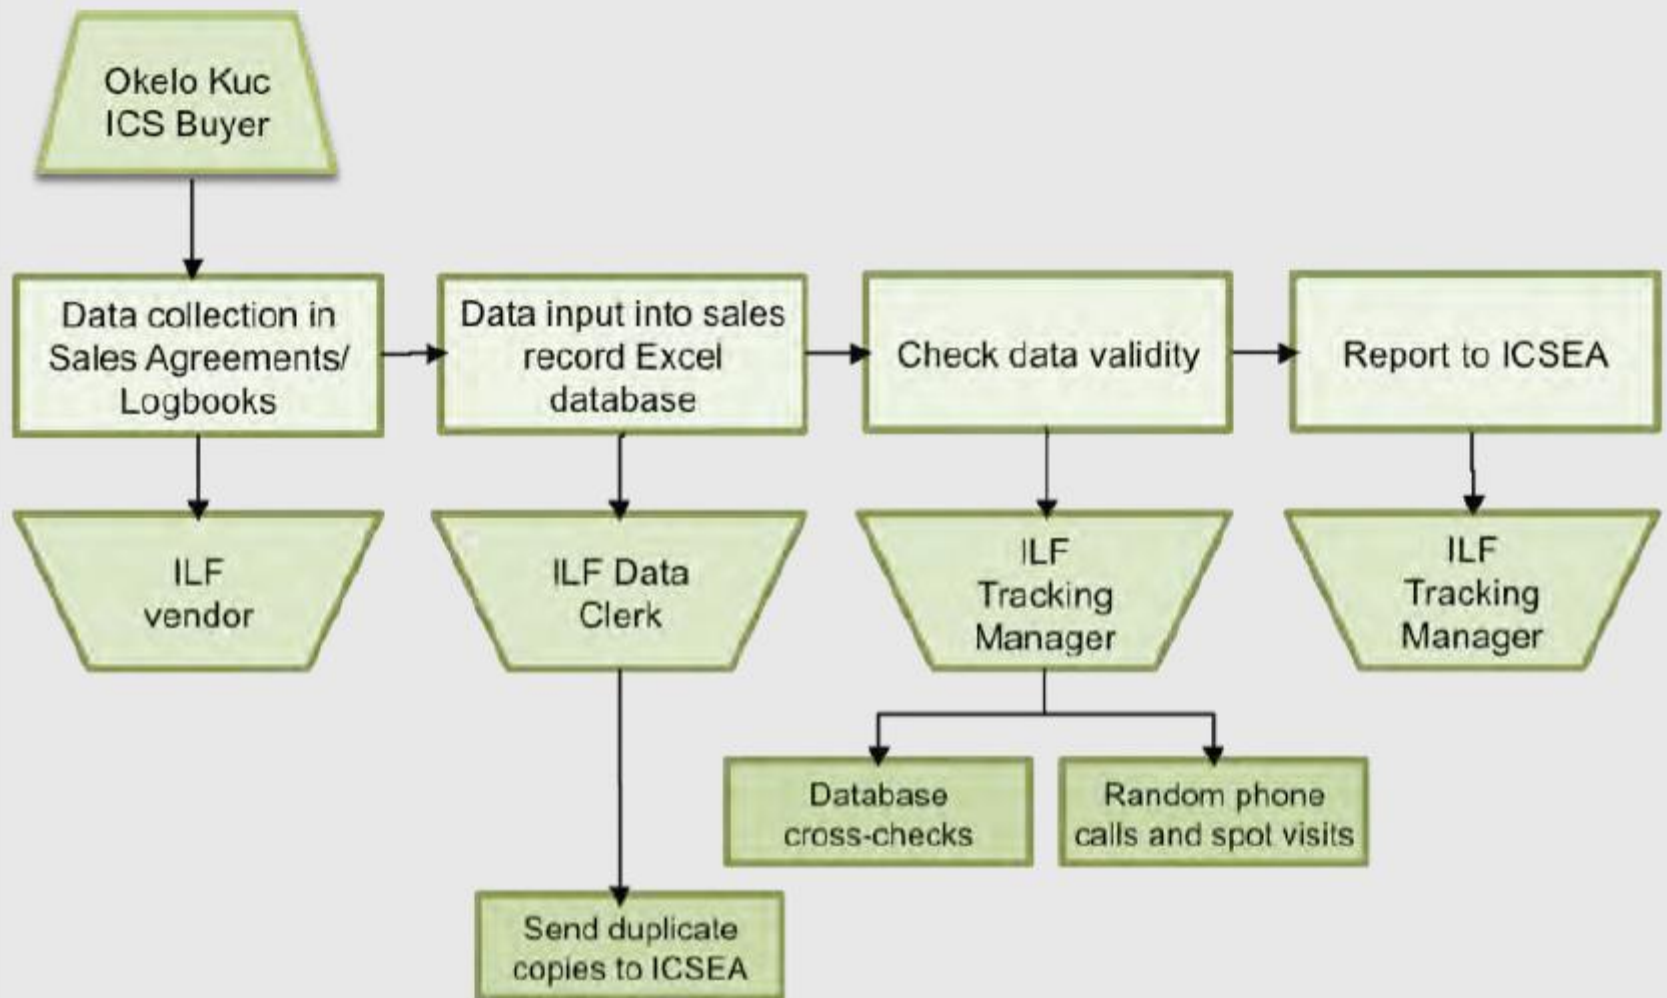 Okelo Kuc
ICS Buyer
Data collection in
Sales Agreements/
Logbooks
Data input into sales
record Excel
database
Check data validity
Report to ICSEA
ILF
vendor
ILF Data
Clerk
ILF
Tracking
Manager
ILF
Tracking
Manager
Database
cross-checks
Random phone
calls and spot visits
Send duplicate
copies to ICSEA